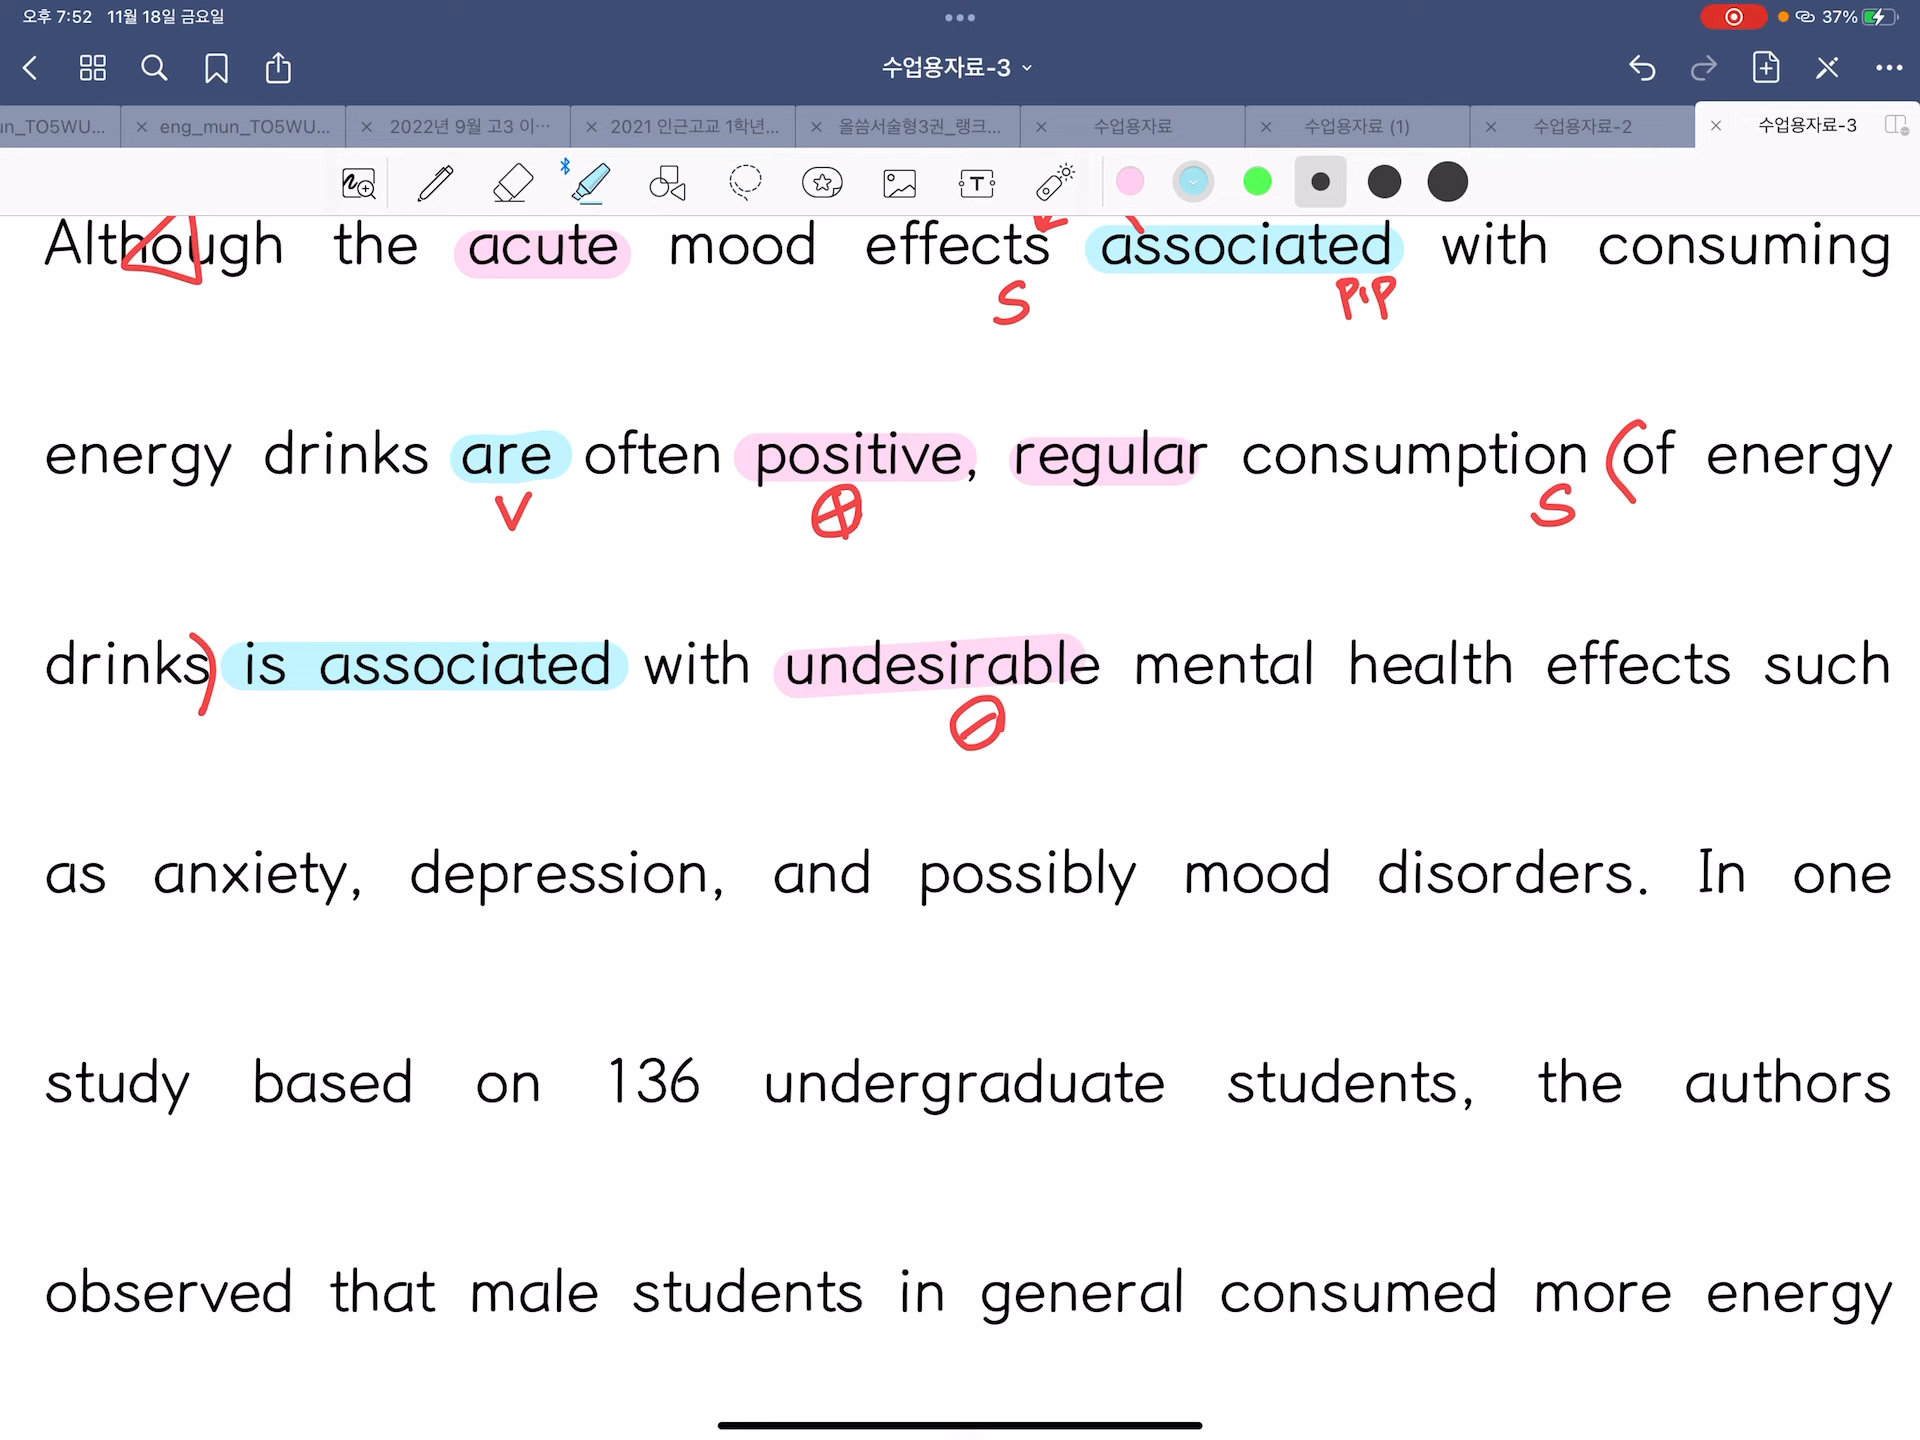 오후 7:52 11월 18일 금요일
37%
수업용자료-3
un_TO5WU...
eng_mun_TO5WU...
2022년 9월 고3 이...
2021 인근고교 1학년...
올씀서술형3권_랭크...
수업용자료
수업용자료 (1)
수업용자료-2
수업용자료-3
Although the acute mood effects associated with consuming
S P.P
energy drinks are often positive, regular consumption (of energy
V + S
drinks) is associated with undesirable mental health effects such
−
as anxiety, depression, and possibly mood disorders. In one
study based on 136 undergraduate students, the authors
observed that male students in general consumed more energy